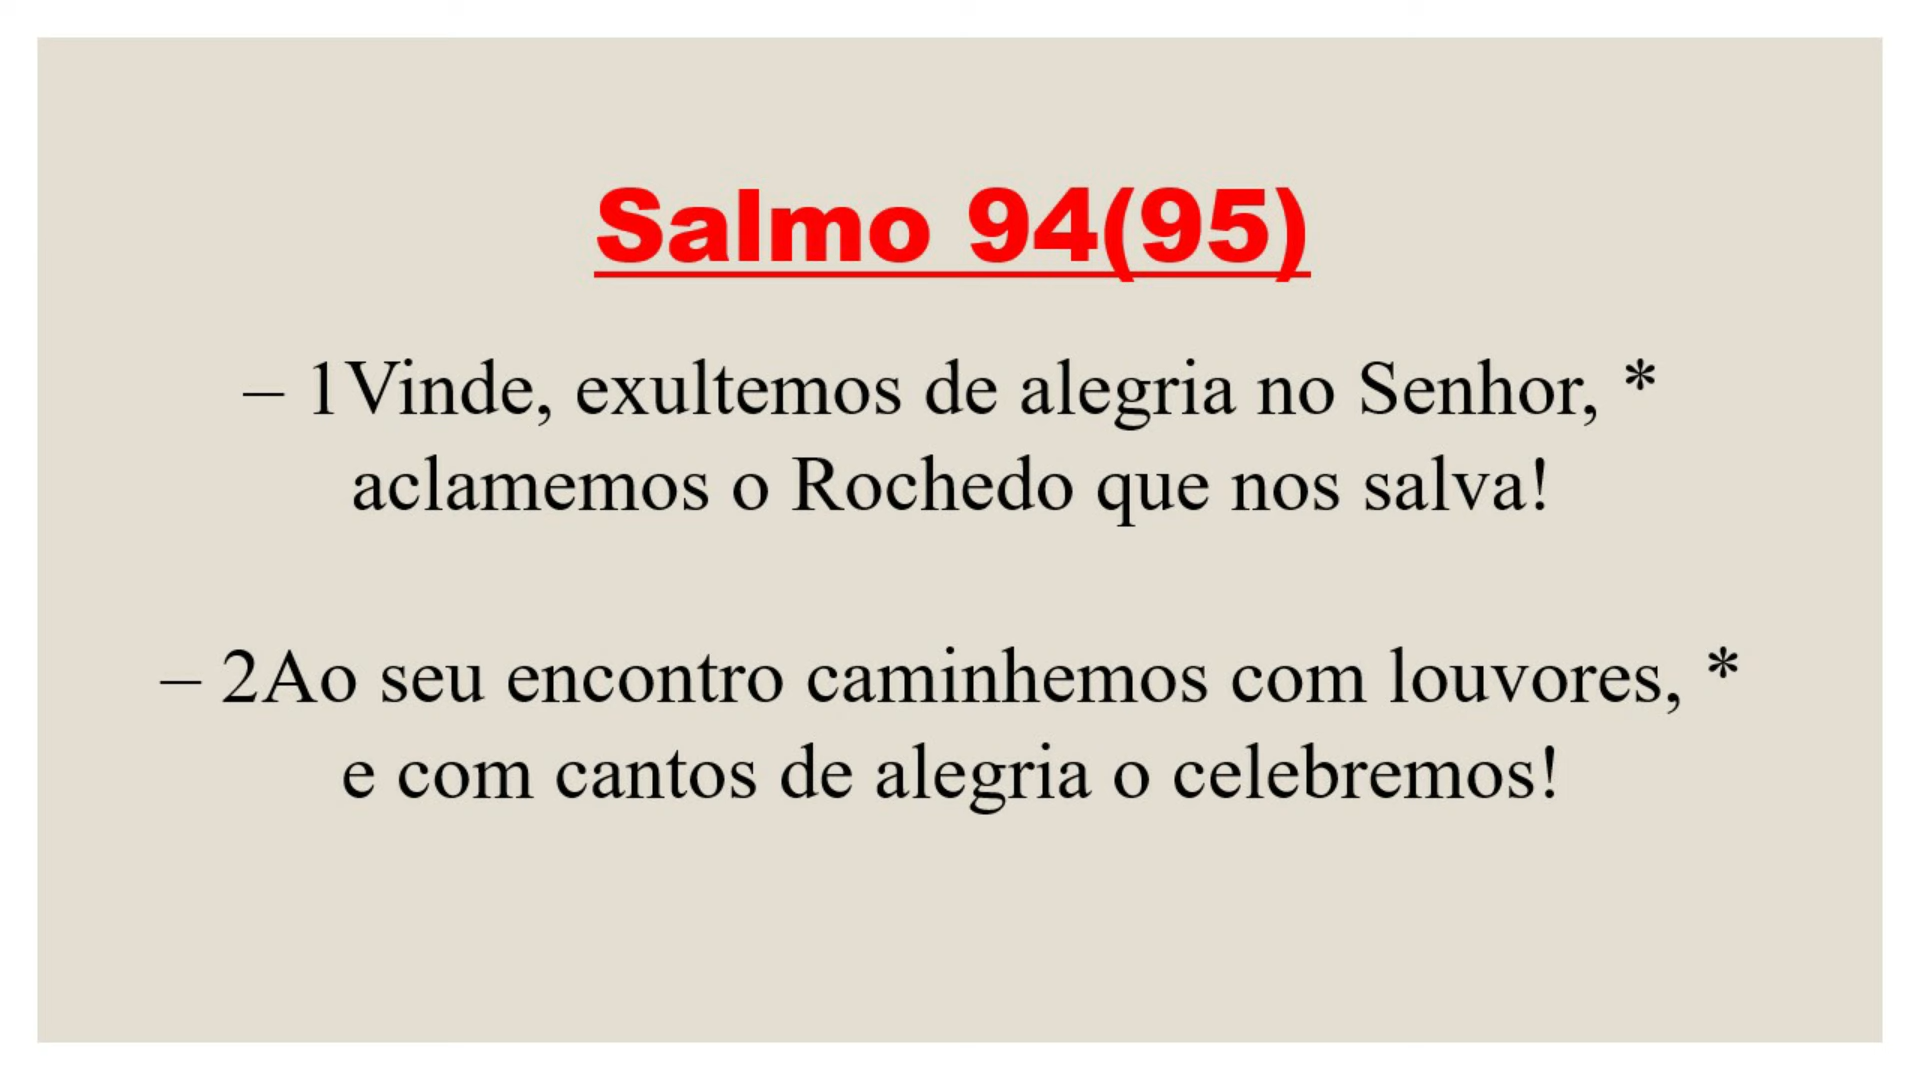 Salmo 94(95)
– 1Vinde, exultemos de alegria no Senhor, *
aclamemos o Rochedo que nos salva!
– 2Ao seu encontro caminhemos com louvores, *
e com cantos de alegria o celebremos!